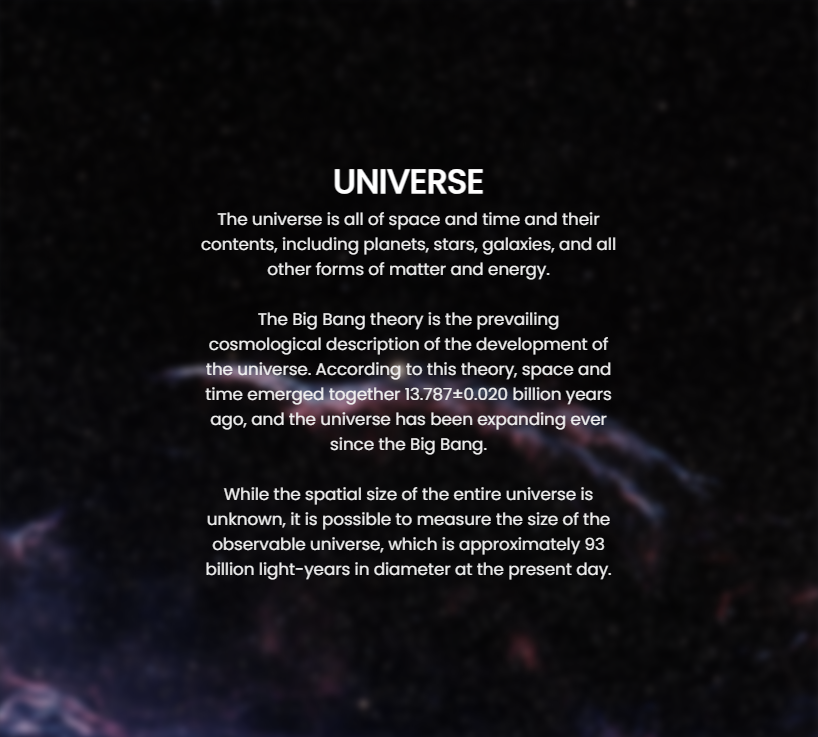 UNIVERSE
The universe is all of space and time and their
contents, including planets, stars, galaxies, and all
other forms of matter and energy.
The Big Bang theory is the prevailing
cosmological description of the development of
the universe. According to this theory, space and
time emerged together 13.787±0.020 billion years
ago, and the universe has been expanding ever
since the Big Bang.
While the spatial size of the entire universe is
unknown, it is possible to measure the size of the
observable universe, which is approximately 93
billion light-years in diameter at the present day.